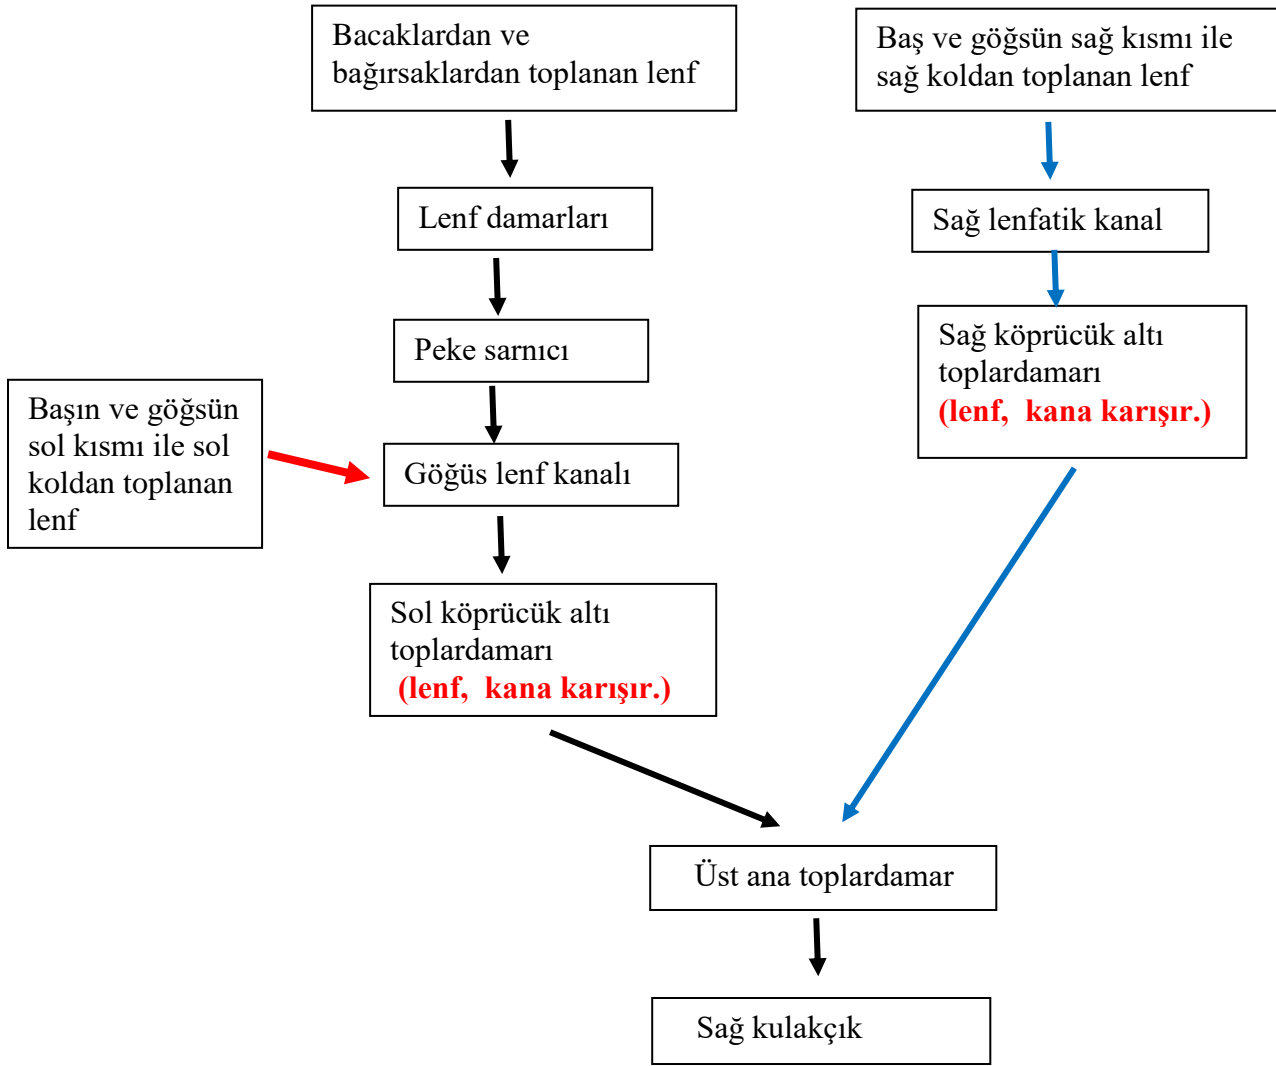 Bacaklardan ve
bağırsaklardan toplanan lenf
Baş ve göğsün sağ kısmı ile
sağ koldan toplanan lenf
Lenf damarları
Sağ lenfatik kanal
Peke sarnıcı
Sağ köprücük altı
toplardamarı
(lenf, kana karışır.)
Başın ve göğsün
sol kısmı ile sol
koldan toplanan
lenf
Göğüs lenf kanalı
Sol köprücük altı
toplardamarı
(lenf, kana karışır.)
Üst ana toplardamar
Sağ kulakçık